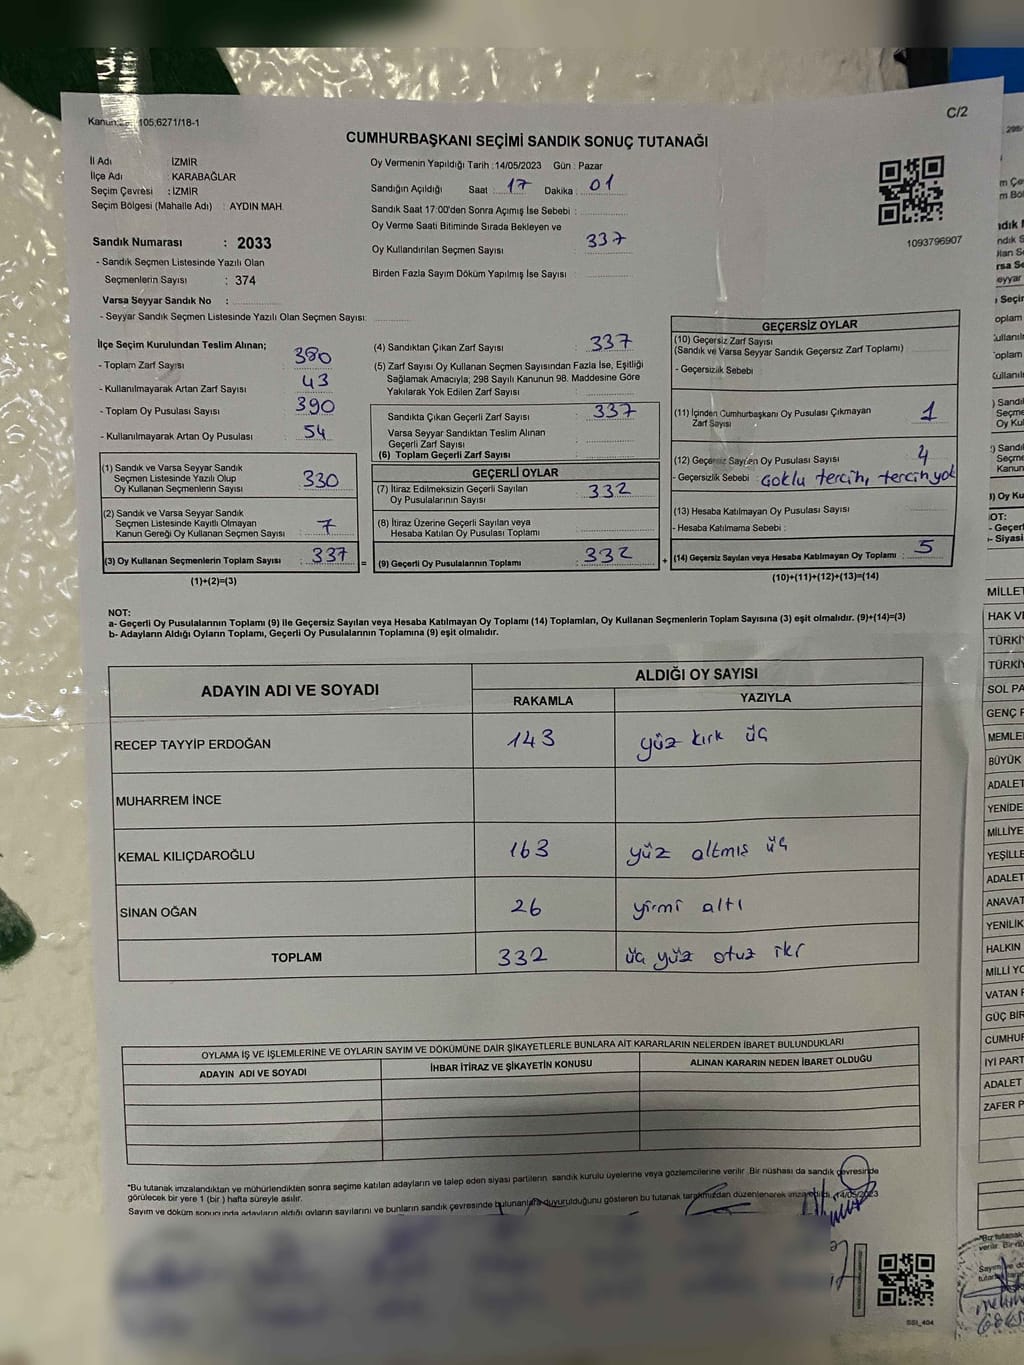 C/2
105,6271/18-1
CUMHURBAŞKANI SEÇİMİ SANDIK SONUÇ TUTANAĞI
İl Adı : İZMİR
İlçe Adı : KARABAĞLAR
Seçim Çevresi : İZMİR
Seçim Bölgesi (Mahalle Adı) : AYDIN MAH.
Sandık Numarası : 2033
- Sandık Seçmen Listesinde Yazılı Olan
Seçmenlerin Sayısı : 374
Varsa Seyyar Sandık No :
- Seyyar Sandık Seçmen Listesinde Yazılı Olan Seçmen Sayısı:
Oy Vermenin Yapıldığı Tarih :14/05/2023 Gün : Pazar
Sandığın Açıldığı Saat : 17 Dakika : 01
Sandık Saat 17:00'den Sonra Açımış İse Sebebi :
Oy Verme Saati Bitiminde Sırada Bekleyen ve
Oy Kullandırılan Seçmen Sayısı : 337
Birden Fazla Sayım Döküm Yapılmış İse Sayısı :
1093796907
İlçe Seçim Kurulundan Teslim Alınan;
- Toplam Zarf Sayısı : 380
- Kullanılmayarak Artan Zarf Sayısı : 43
- Toplam Oy Pusulası Sayısı : 390
- Kullanılmayarak Artan Oy Pusulası : 54
(1) Sandık ve Varsa Seyyar Sandık
Seçmen Listesinde Yazılı Olup
Oy Kullanan Seçmenlerin Sayısı : 330
(2) Sandık ve Varsa Seyyar Sandık
Seçmen Listesinde Kayıtlı Olmayan
Kanun Gereği Oy Kullanan Seçmen Sayısı : 7
(3) Oy Kullanan Seçmenlerin Toplam Sayısı : 337
(1)+(2)=(3)
(4) Sandıktan Çıkan Zarf Sayısı : 337
(5) Zarf Sayısı Oy Kullanan Seçmen Sayısından Fazla İse, Eşitliği
Sağlamak Amacıyla; 298 Sayılı Kanunun 98. Maddesine Göre
Yakılarak Yok Edilen Zarf Sayısı :
Sandıkta Çıkan Geçerli Zarf Sayısı : 337
Varsa Seyyar Sandıktan Teslim Alınan
Geçerli Zarf Sayısı :
(6) Toplam Geçerli Zarf Sayısı :
GEÇERLİ OYLAR
(7) İtiraz Edilmeksizin Geçerli Sayılan
Oy Pusulalarının Sayısı : 332
(8) İtiraz Üzerine Geçerli Sayılan veya
Hesaba Katılan Oy Pusulası Toplamı :
(9) Geçerli Oy Pusulalarının Toplamı : 332
GEÇERSİZ OYLAR
(10) Geçersiz Zarf Sayısı
(Sandık ve Varsa Seyyar Sandık Geçersız Zarf Toplamı)
- Geçersizlik Sebebi :
(11) İçinden Cumhurbaşkanı Oy Pusulası Çıkmayan
Zarf Sayısı : 1
(12) Geçersiz Sayılan Oy Pusulası Sayısı : 4
- Geçersizlik Sebebi : Çoklu tercih, tercih yok
(13) Hesaba Katılmayan Oy Pusulası Sayısı :
- Hesaba Katılmama Sebebi :
(14) Geçersiz Sayılan veya Hesaba Katılmayan Oy Toplamı : 5
(10)+(11)+(12)+(13)=(14)
NOT:
a- Geçerli Oy Pusulalarının Toplamı (9) ile Geçersiz Sayılan veya Hesaba Katılmayan Oy Toplamı (14) Toplamları, Oy Kullanan Seçmenlerin Toplam Sayısına (3) eşit olmalıdır. (9)+(14)=(3)
b- Adayların Aldığı Oyların Toplamı, Geçerli Oy Pusulalarının Toplamına (9) eşit olmalıdır.
ADAYIN ADI VE SOYADI
ALDIĞI OY SAYISI
RAKAMLA YAZIYLA
RECEP TAYYİP ERDOĞAN 143 yüz kırk üç
MUHARREM İNCE
KEMAL KILIÇDAROĞLU 163 yüz altmış üç
SİNAN OĞAN 26 yirmi altı
TOPLAM 332 üç yüz otuz iki
OYLAMA İŞ VE İŞLEMLERİNE VE OYLARIN SAYIM VE DÖKÜMÜNE DAİR ŞİKAYETLERLE BUNLARA AİT KARARLARIN NELERDEN İBARET BULUNDUKLARI
ADAYIN ADI VE SOYADI İHBAR İTİRAZ VE ŞİKAYETİN KONUSU ALINAN KARARIN NEDEN İBARET OLDUĞU
"Bu tutanak imzalandıktan ve mühürlendikten sonra seçime katılan adayların ve talep eden siyasi partilerin sandık kurulu üyelerine veya gözlemcilerine verilir. Bir nüshası da sandık çevresinde
görülecek bir yere 1 (bir) hafta süreyle asılır.
Sayım ve döküm sonucunda adayların aldığı oyların sayılarını ve bunların sandık çevresinde bulunanlara duyurulduğunu gösteren bu tutanak tarafımızdan düzenlenerek imza edildi. 14/05/2023
SSI_404